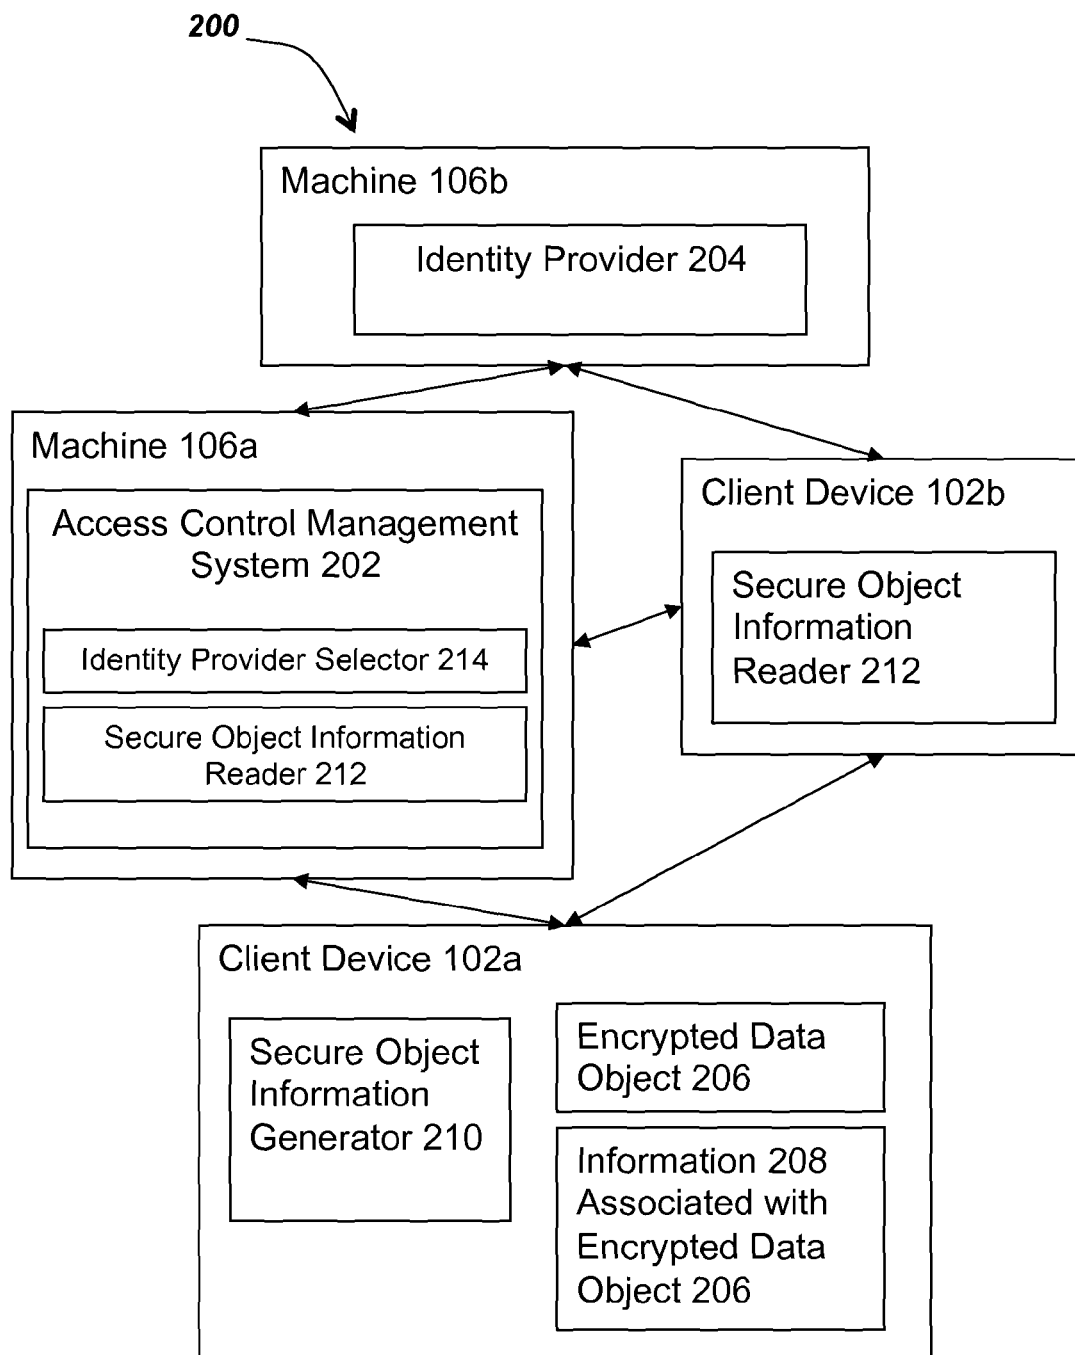 200
Machine 106b
Identity Provider 204
Machine 106a
Access Control Management
System 202
Identity Provider Selector 214
Secure Object Information
Reader 212
Client Device 102b
Secure Object
Information
Reader 212
Client Device 102a
Secure Object
Information
Generator 210
Encrypted Data
Object 206
Information 208
Associated with
Encrypted Data
Object 206